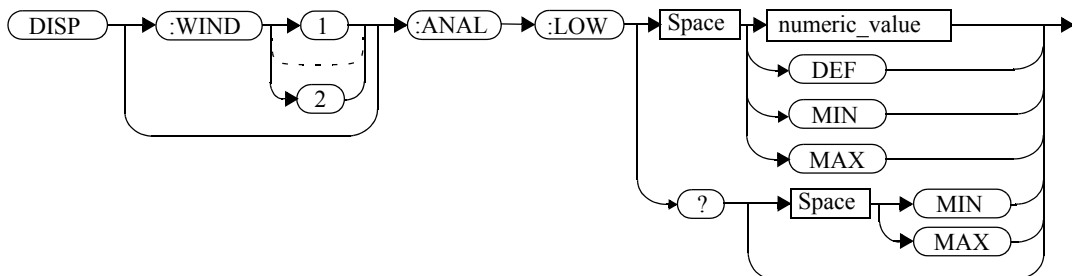 DISP :WIND 1 :ANAL :LOW Space numeric_value
2
DEF
MIN
MAX
? Space MIN
MAX